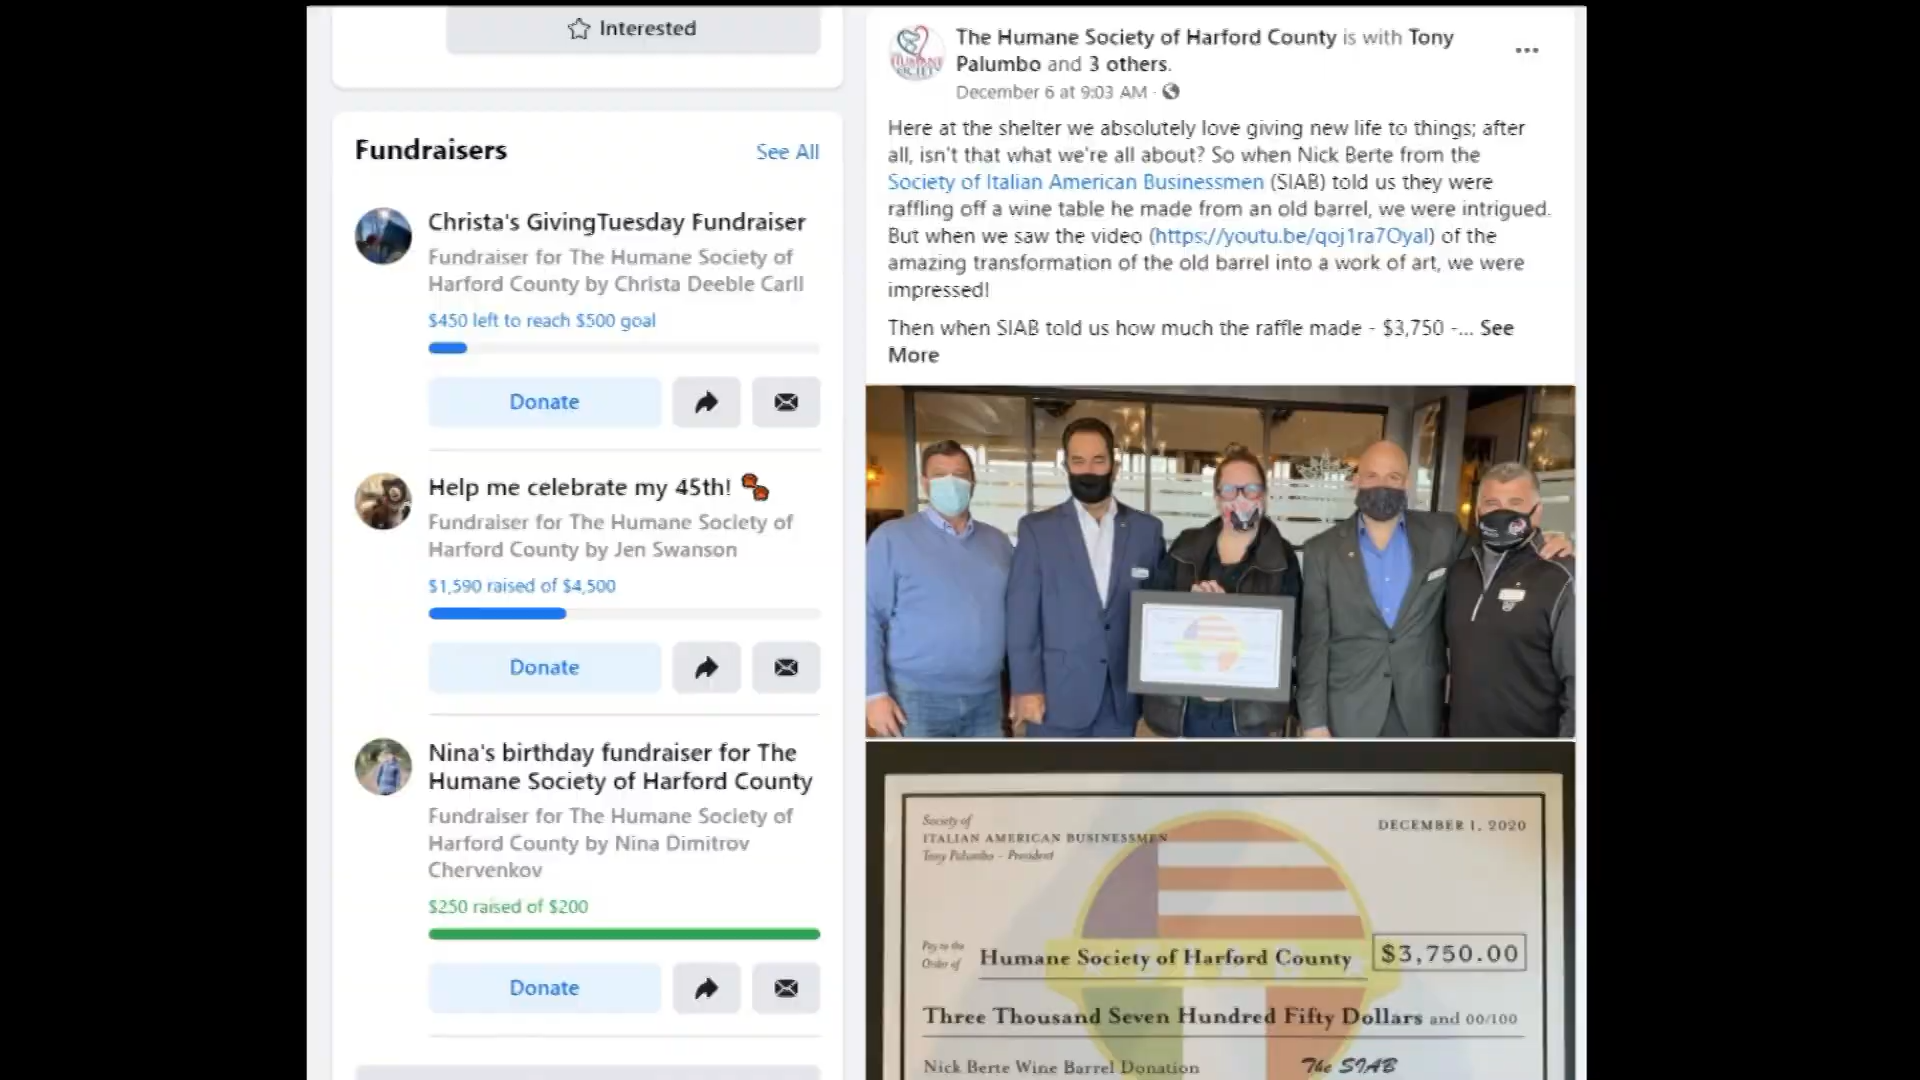 Interested
Fundraisers
See All
Christa's GivingTuesday Fundraiser
Fundraiser for The Humane Society of
Harford County by Christa Deeble Carll
$450 left to reach $500 goal
Donate
Help me celebrate my 45th!
Fundraiser for The Humane Society of
Harford County by Jen Swanson
$1,590 raised of $4,500
Donate
Nina's birthday fundraiser for The
Humane Society of Harford County
Fundraiser for The Humane Society of
Harford County by Nina Dimitrov
Chervenkov
$250 raised of $200
Donate
The Humane Society of Harford County is with Tony
Palumbo and 3 others.
December 6 at 9:03 AM ·
Here at the shelter we absolutely love giving new life to things; after
all, isn't that what we're all about? So when Nick Berte from the
Society of Italian American Businessmen (SIAB) told us they were
raffling off a wine table he made from an old barrel, we were intrigued.
But when we saw the video (https://youtu.be/qoj1ra7Oyal) of the
amazing transformation of the old barrel into a work of art, we were
impressed!
Then when SIAB told us how much the raffle made - $3,750 -... See
More
Society of
ITALIAN AMERICAN BUSINESSMEN
Tony Palumbo - President
DECEMBER 1, 2020
Pay to the
Order of
Humane Society of Harford County
$3,750.00
Three Thousand Seven Hundred Fifty Dollars and 00/100
Nick Berte Wine Barrel Donation
The SIAB